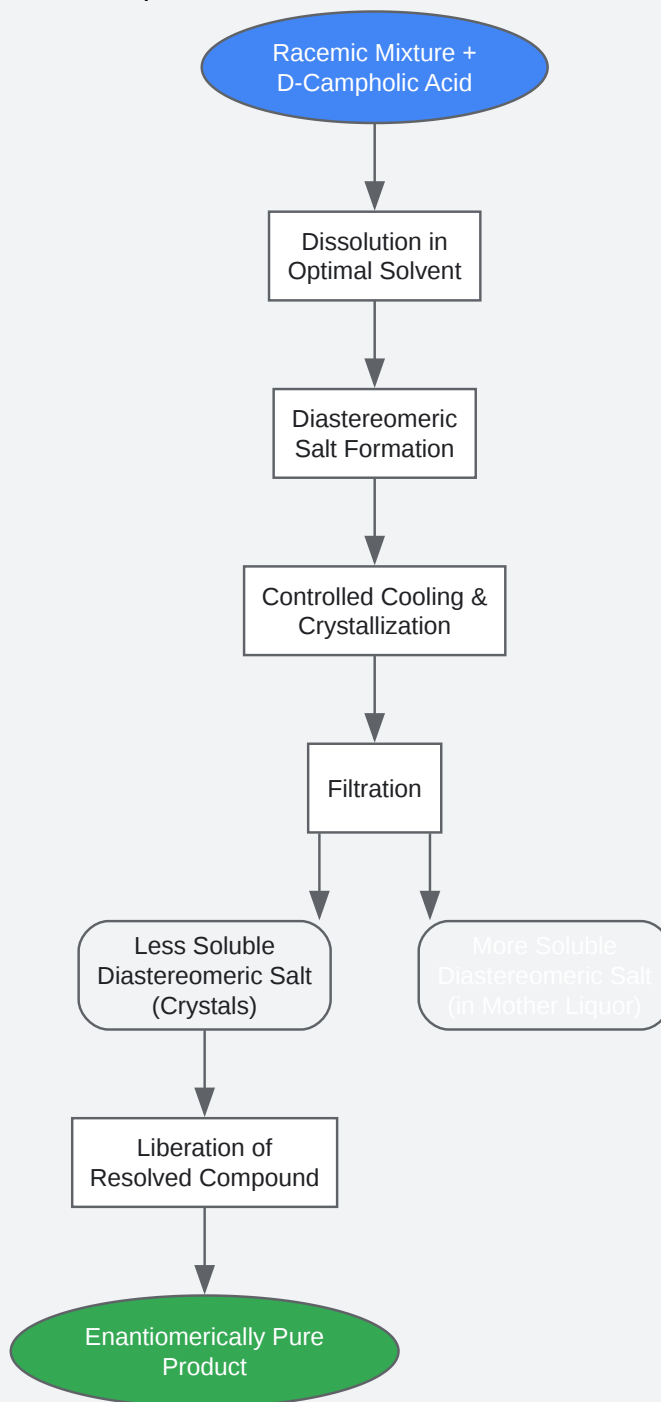 Racemic Mixture +
D-Campholic Acid
Dissolution in
Optimal Solvent
Diastereomeric
Salt Formation
Controlled Cooling &
Crystallization
Filtration
Less Soluble
Diastereomeric Salt
(Crystals)
More Soluble
Diastereomeric Salt
(in Mother Liquor)
Liberation of
Resolved Compound
Enantiomerically Pure
Product